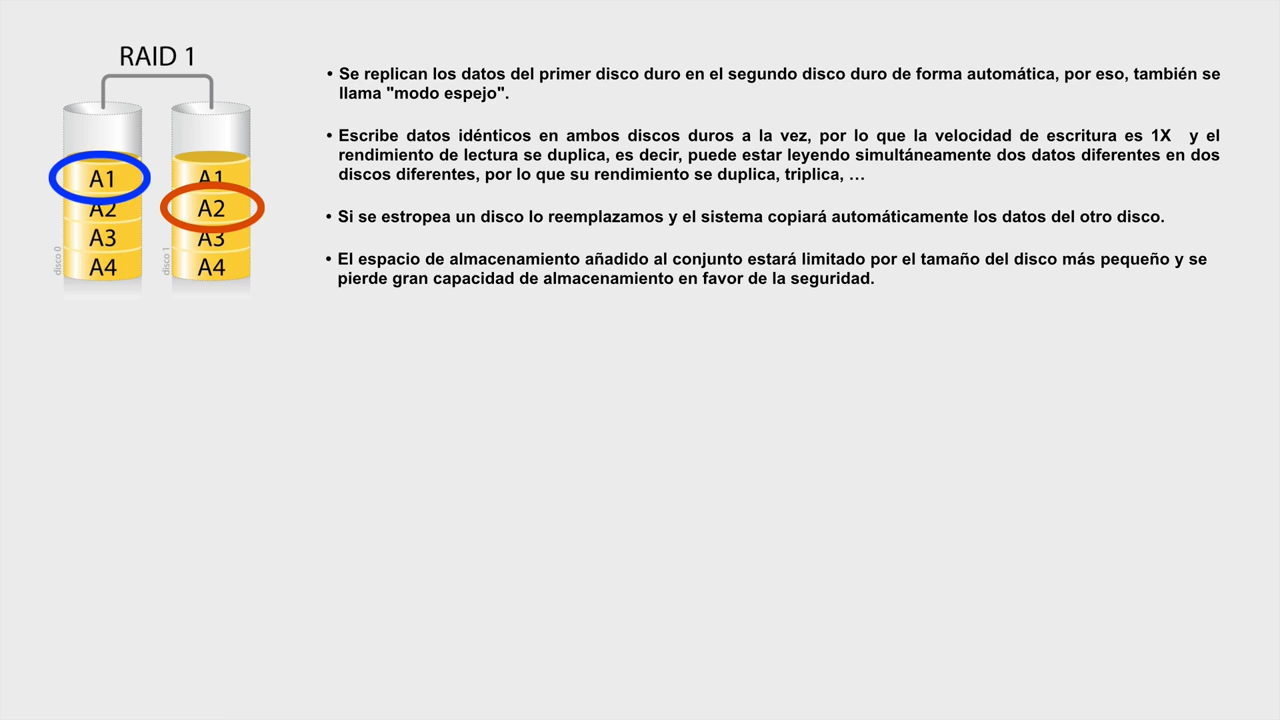 RAID 1
A1
A2
A3
A4
disco 0
A1
A2
A3
A4
disco 1
• Se replican los datos del primer disco duro en el segundo disco duro de forma automática, por eso, también se
llama "modo espejo".
• Escribe datos idénticos en ambos discos duros a la vez, por lo que la velocidad de escritura es 1X y el
rendimiento de lectura se duplica, es decir, puede estar leyendo simultáneamente dos datos diferentes en dos
discos diferentes, por lo que su rendimiento se duplica, triplica, …
• Si se estropea un disco lo reemplazamos y el sistema copiará automáticamente los datos del otro disco.
• El espacio de almacenamiento añadido al conjunto estará limitado por el tamaño del disco más pequeño y se
pierde gran capacidad de almacenamiento en favor de la seguridad.